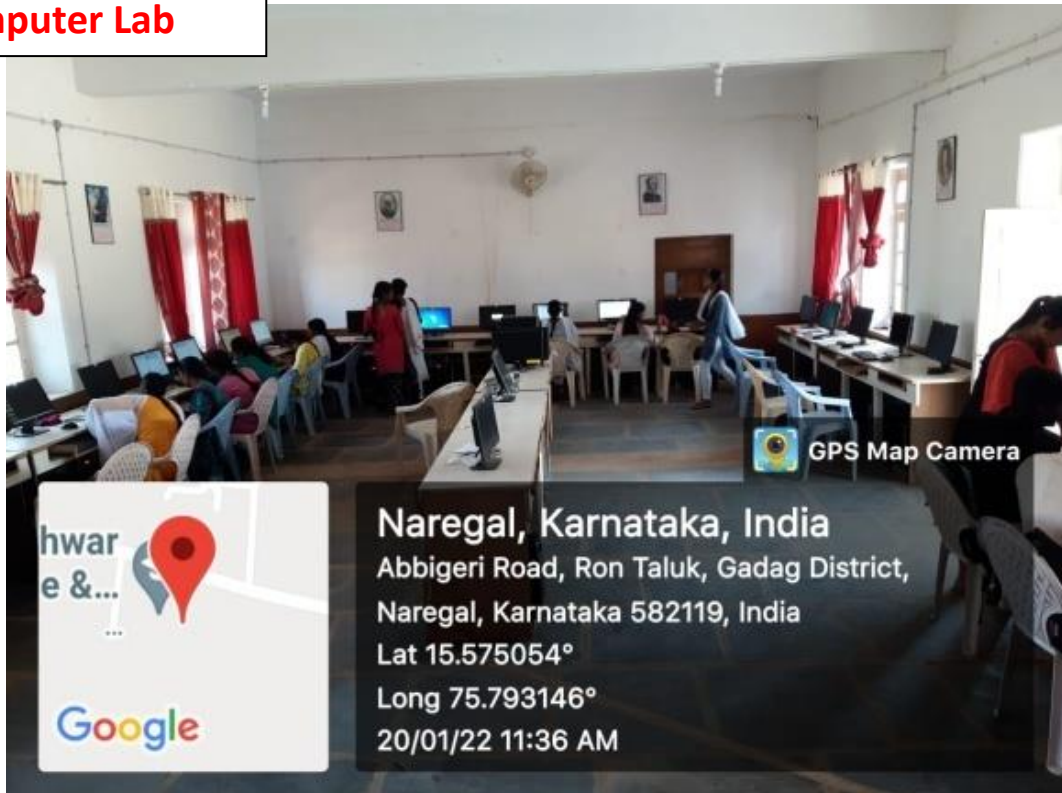 puter Lab
GPS Map Camera
hwar
e &...
...
Google
Naregal, Karnataka, India
Abbigeri Road, Ron Taluk, Gadag District,
Naregal, Karnataka 582119, India
Lat 15.575054°
Long 75.793146°
20/01/22 11:36 AM